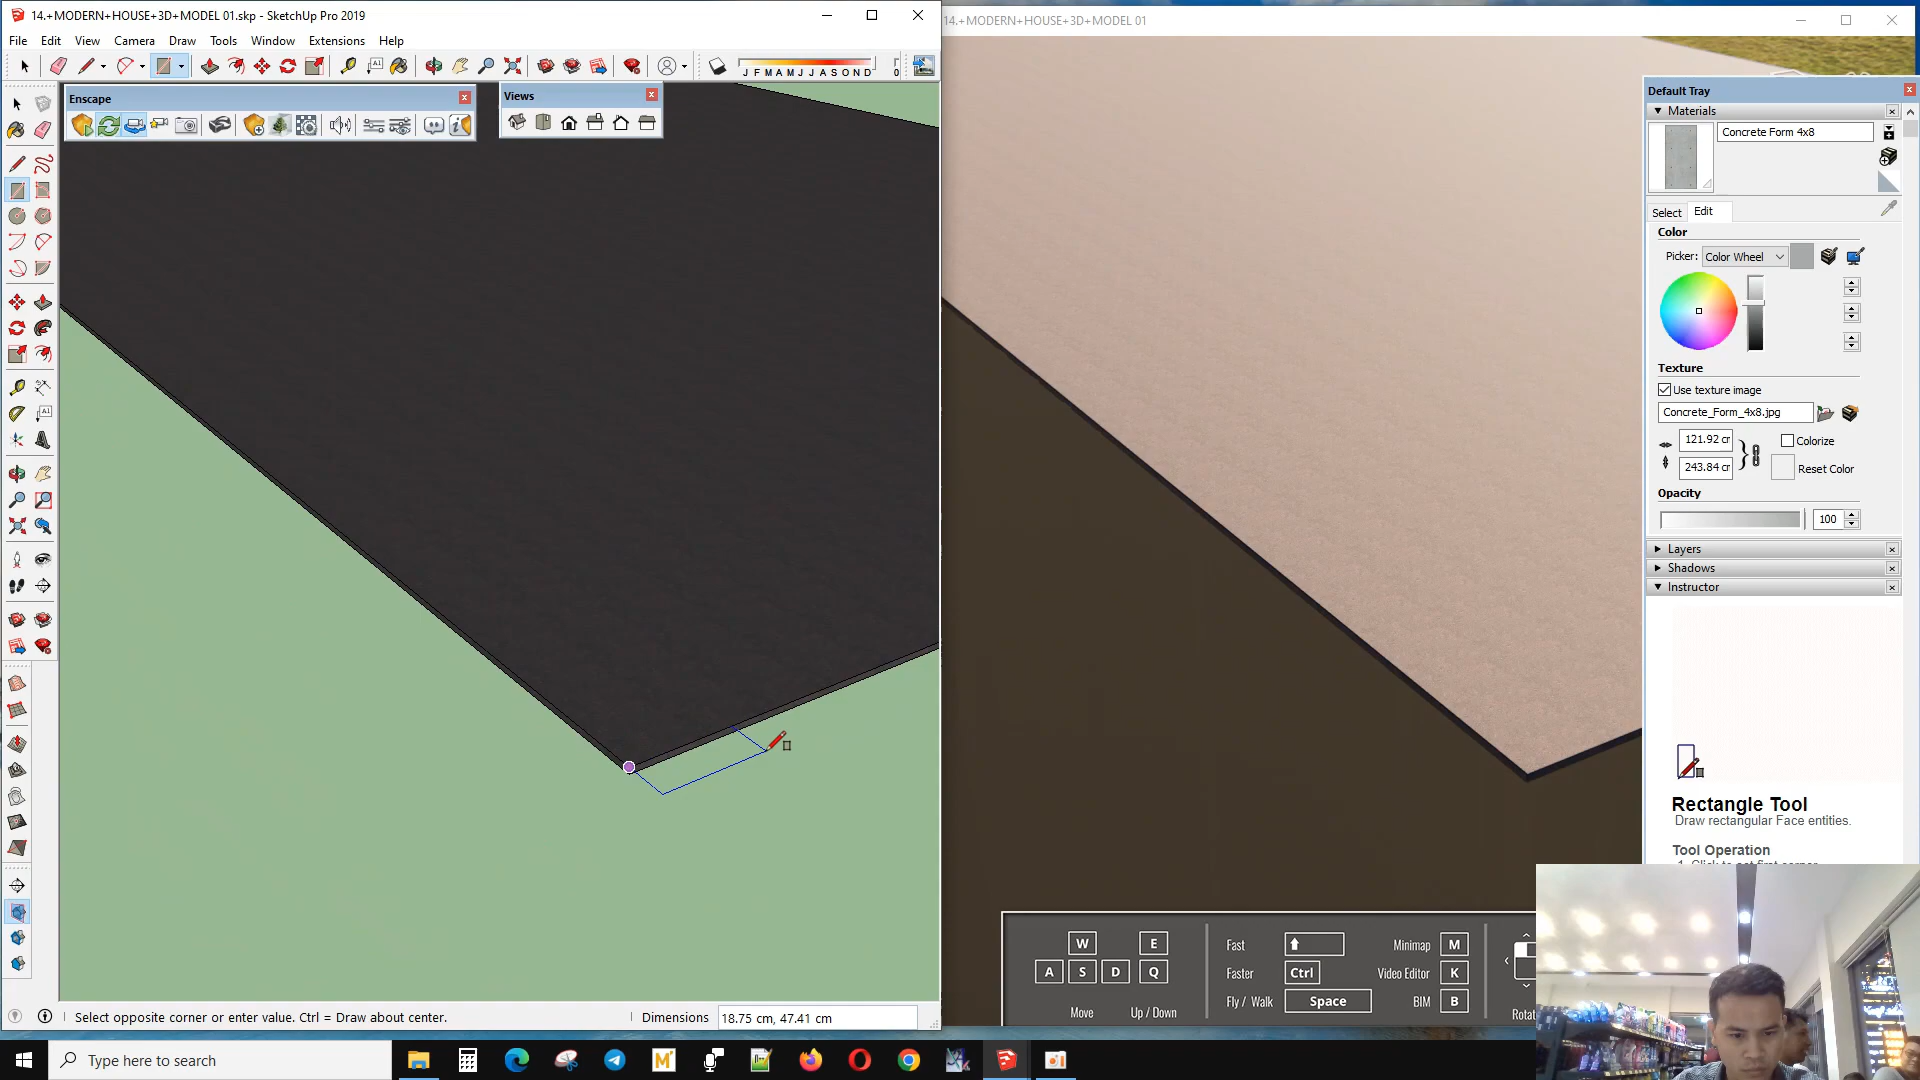 14.+MODERN+HOUSE+3D+MODEL 01.skp - SketchUp Pro 2019
File Edit View Camera Draw Tools Window Extensions Help
J F M A M J J A S O N D
Enscape
Views
Select opposite corner or enter value. Ctrl = Draw about center.
Dimensions 18.75 cm, 47.41 cm
14.+MODERN+HOUSE+3D+MODEL 01
Default Tray
Materials
Concrete Form 4x8
Select Edit
Color
Picker: Color Wheel
Texture
Use texture image
Concrete_Form_4x8.jpg
121.92 cr
Colorize
243.84 cr
Reset Color
Opacity
100
Layers
Shadows
Instructor
Rectangle Tool
Draw rectangular Face entities.
Tool Operation
W E
A S D Q
Move Up / Down
Fast
Faster Ctrl
Fly / Walk Space
Minimap M
Video Editor K
BIM B
Type here to search